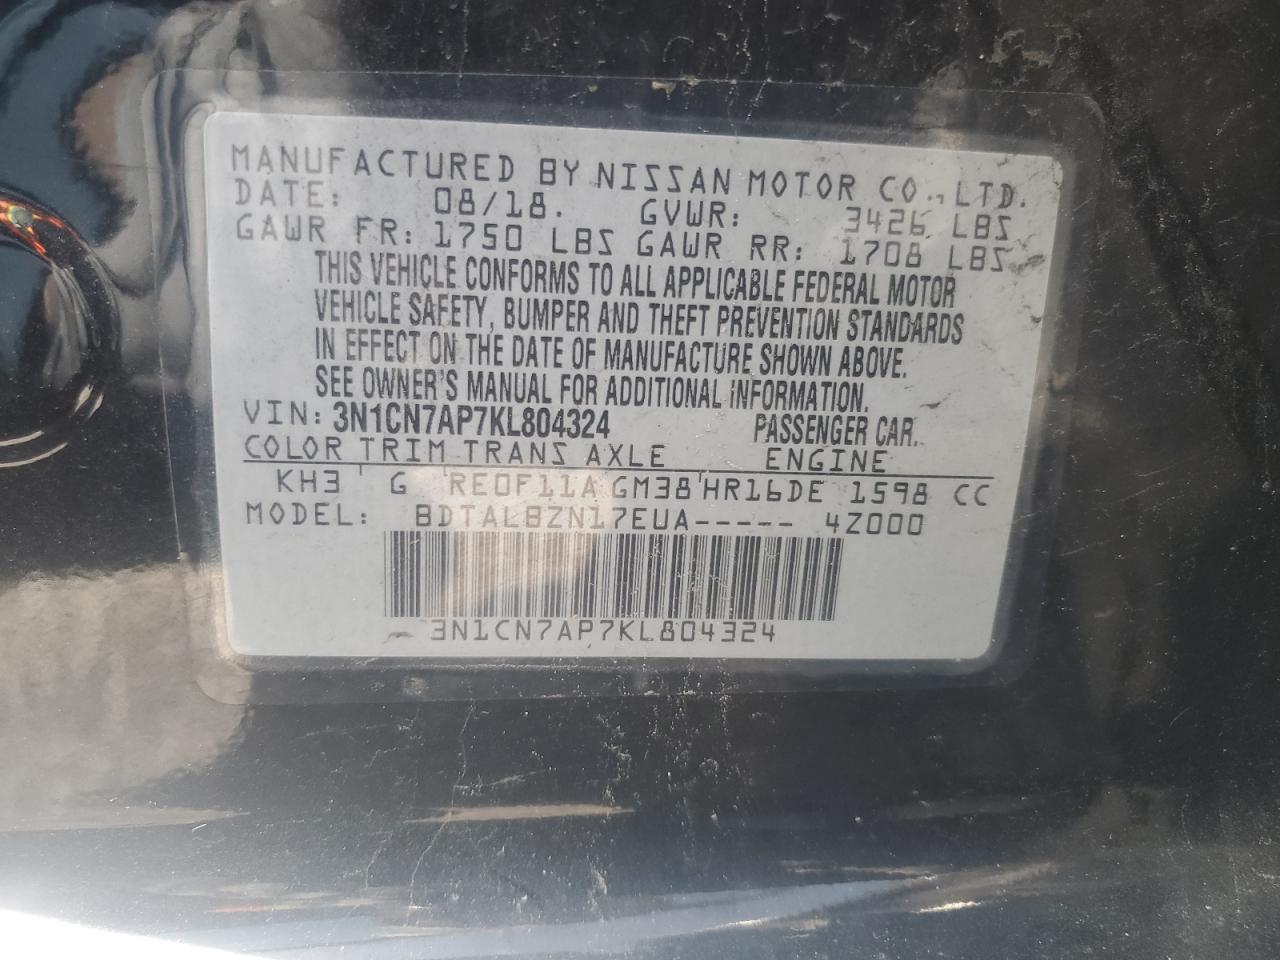 MANUFACTURED BY NISSAN MOTOR CO., LTD.
DATE: 08/18. GVWR: 3426 LBS
GAWR FR: 1750 LBS GAWR RR: 1708 LBS
THIS VEHICLE CONFORMS TO ALL APPLICABLE FEDERAL MOTOR
VEHICLE SAFETY, BUMPER AND THEFT PREVENTION STANDARDS
IN EFFECT ON THE DATE OF MANUFACTURE SHOWN ABOVE.
SEE OWNER'S MANUAL FOR ADDITIONAL INFORMATION.
VIN: 3N1CN7AP7KL804324 PASSENGER CAR.
COLOR TRIM TRANS AXLE ENGINE
KH3 ' G ' RE0F11A GM38 ' HR16DE 1598 CC
MODEL: BDTALBZN17EUA----- 4Z000
3N1CN7AP7KL804324